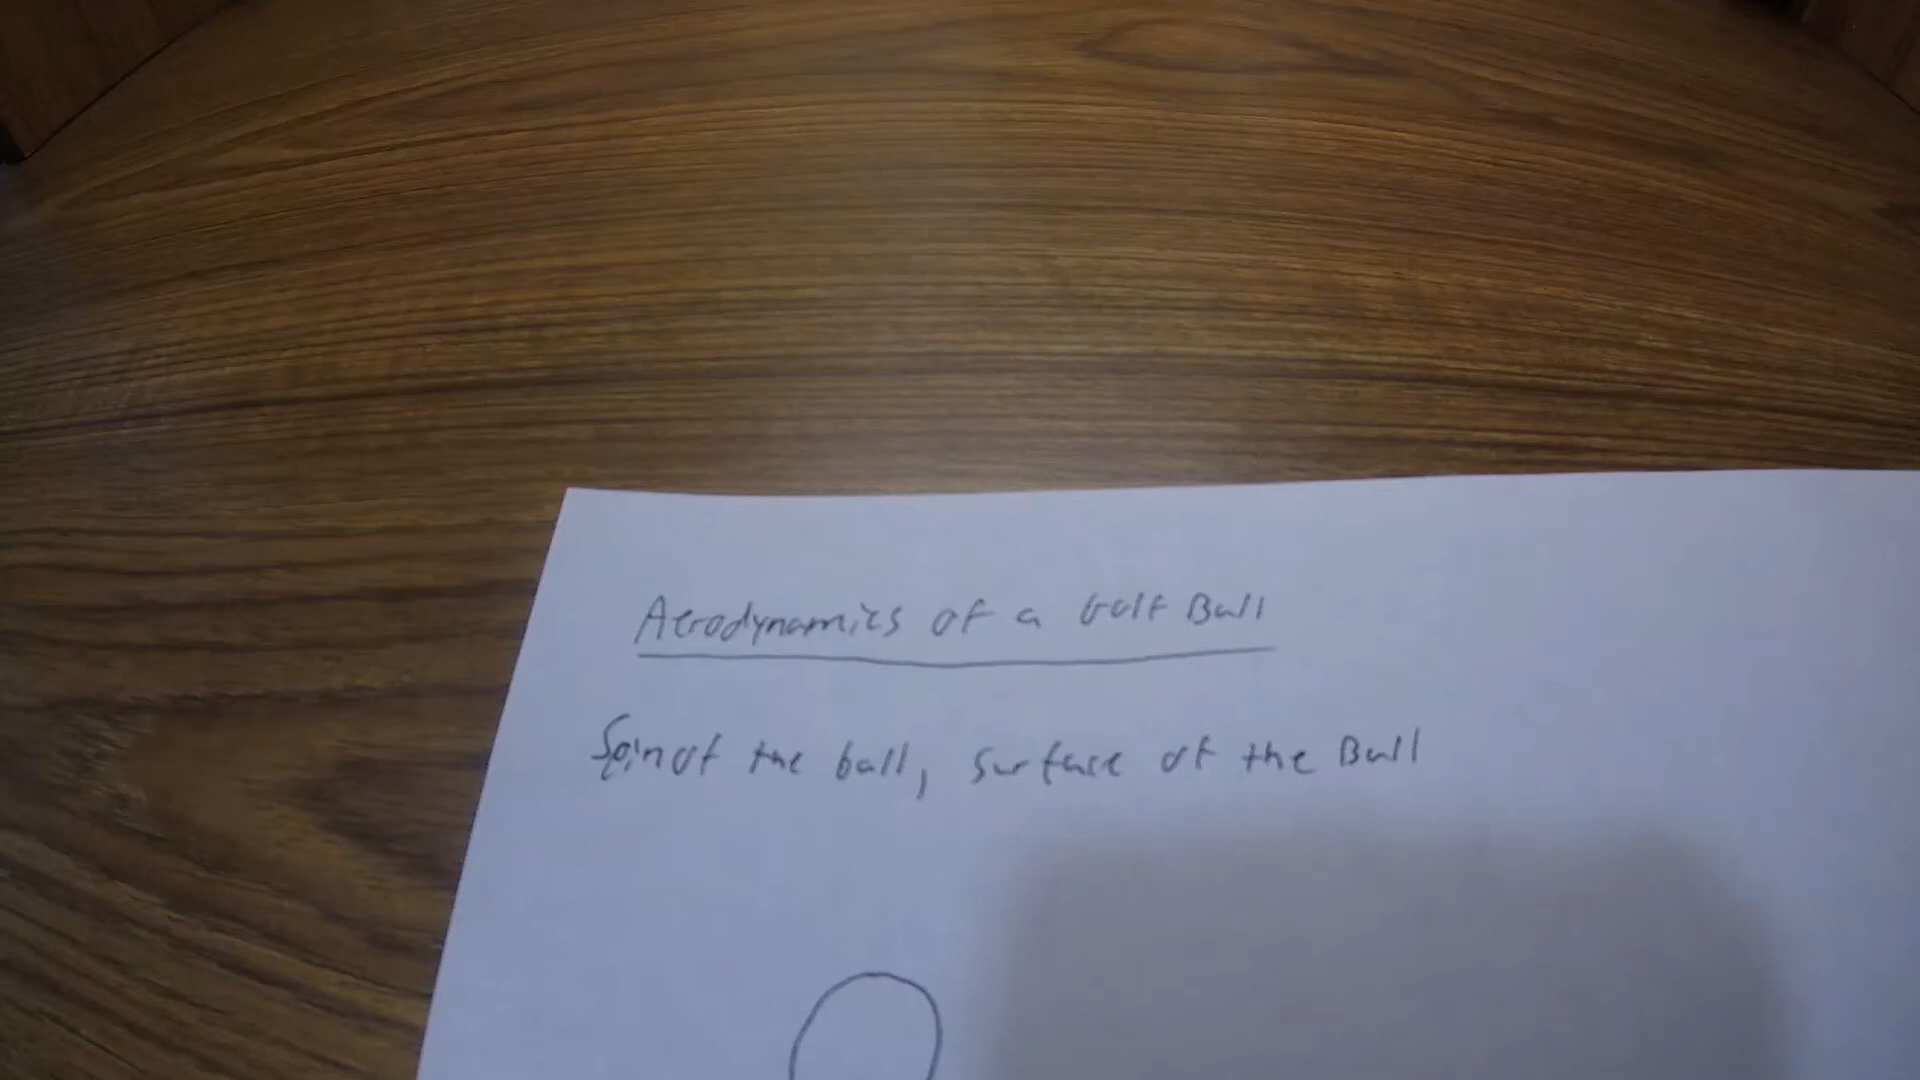 Aerodynamics of a Golf Ball
Spin of the ball, surface of the Ball